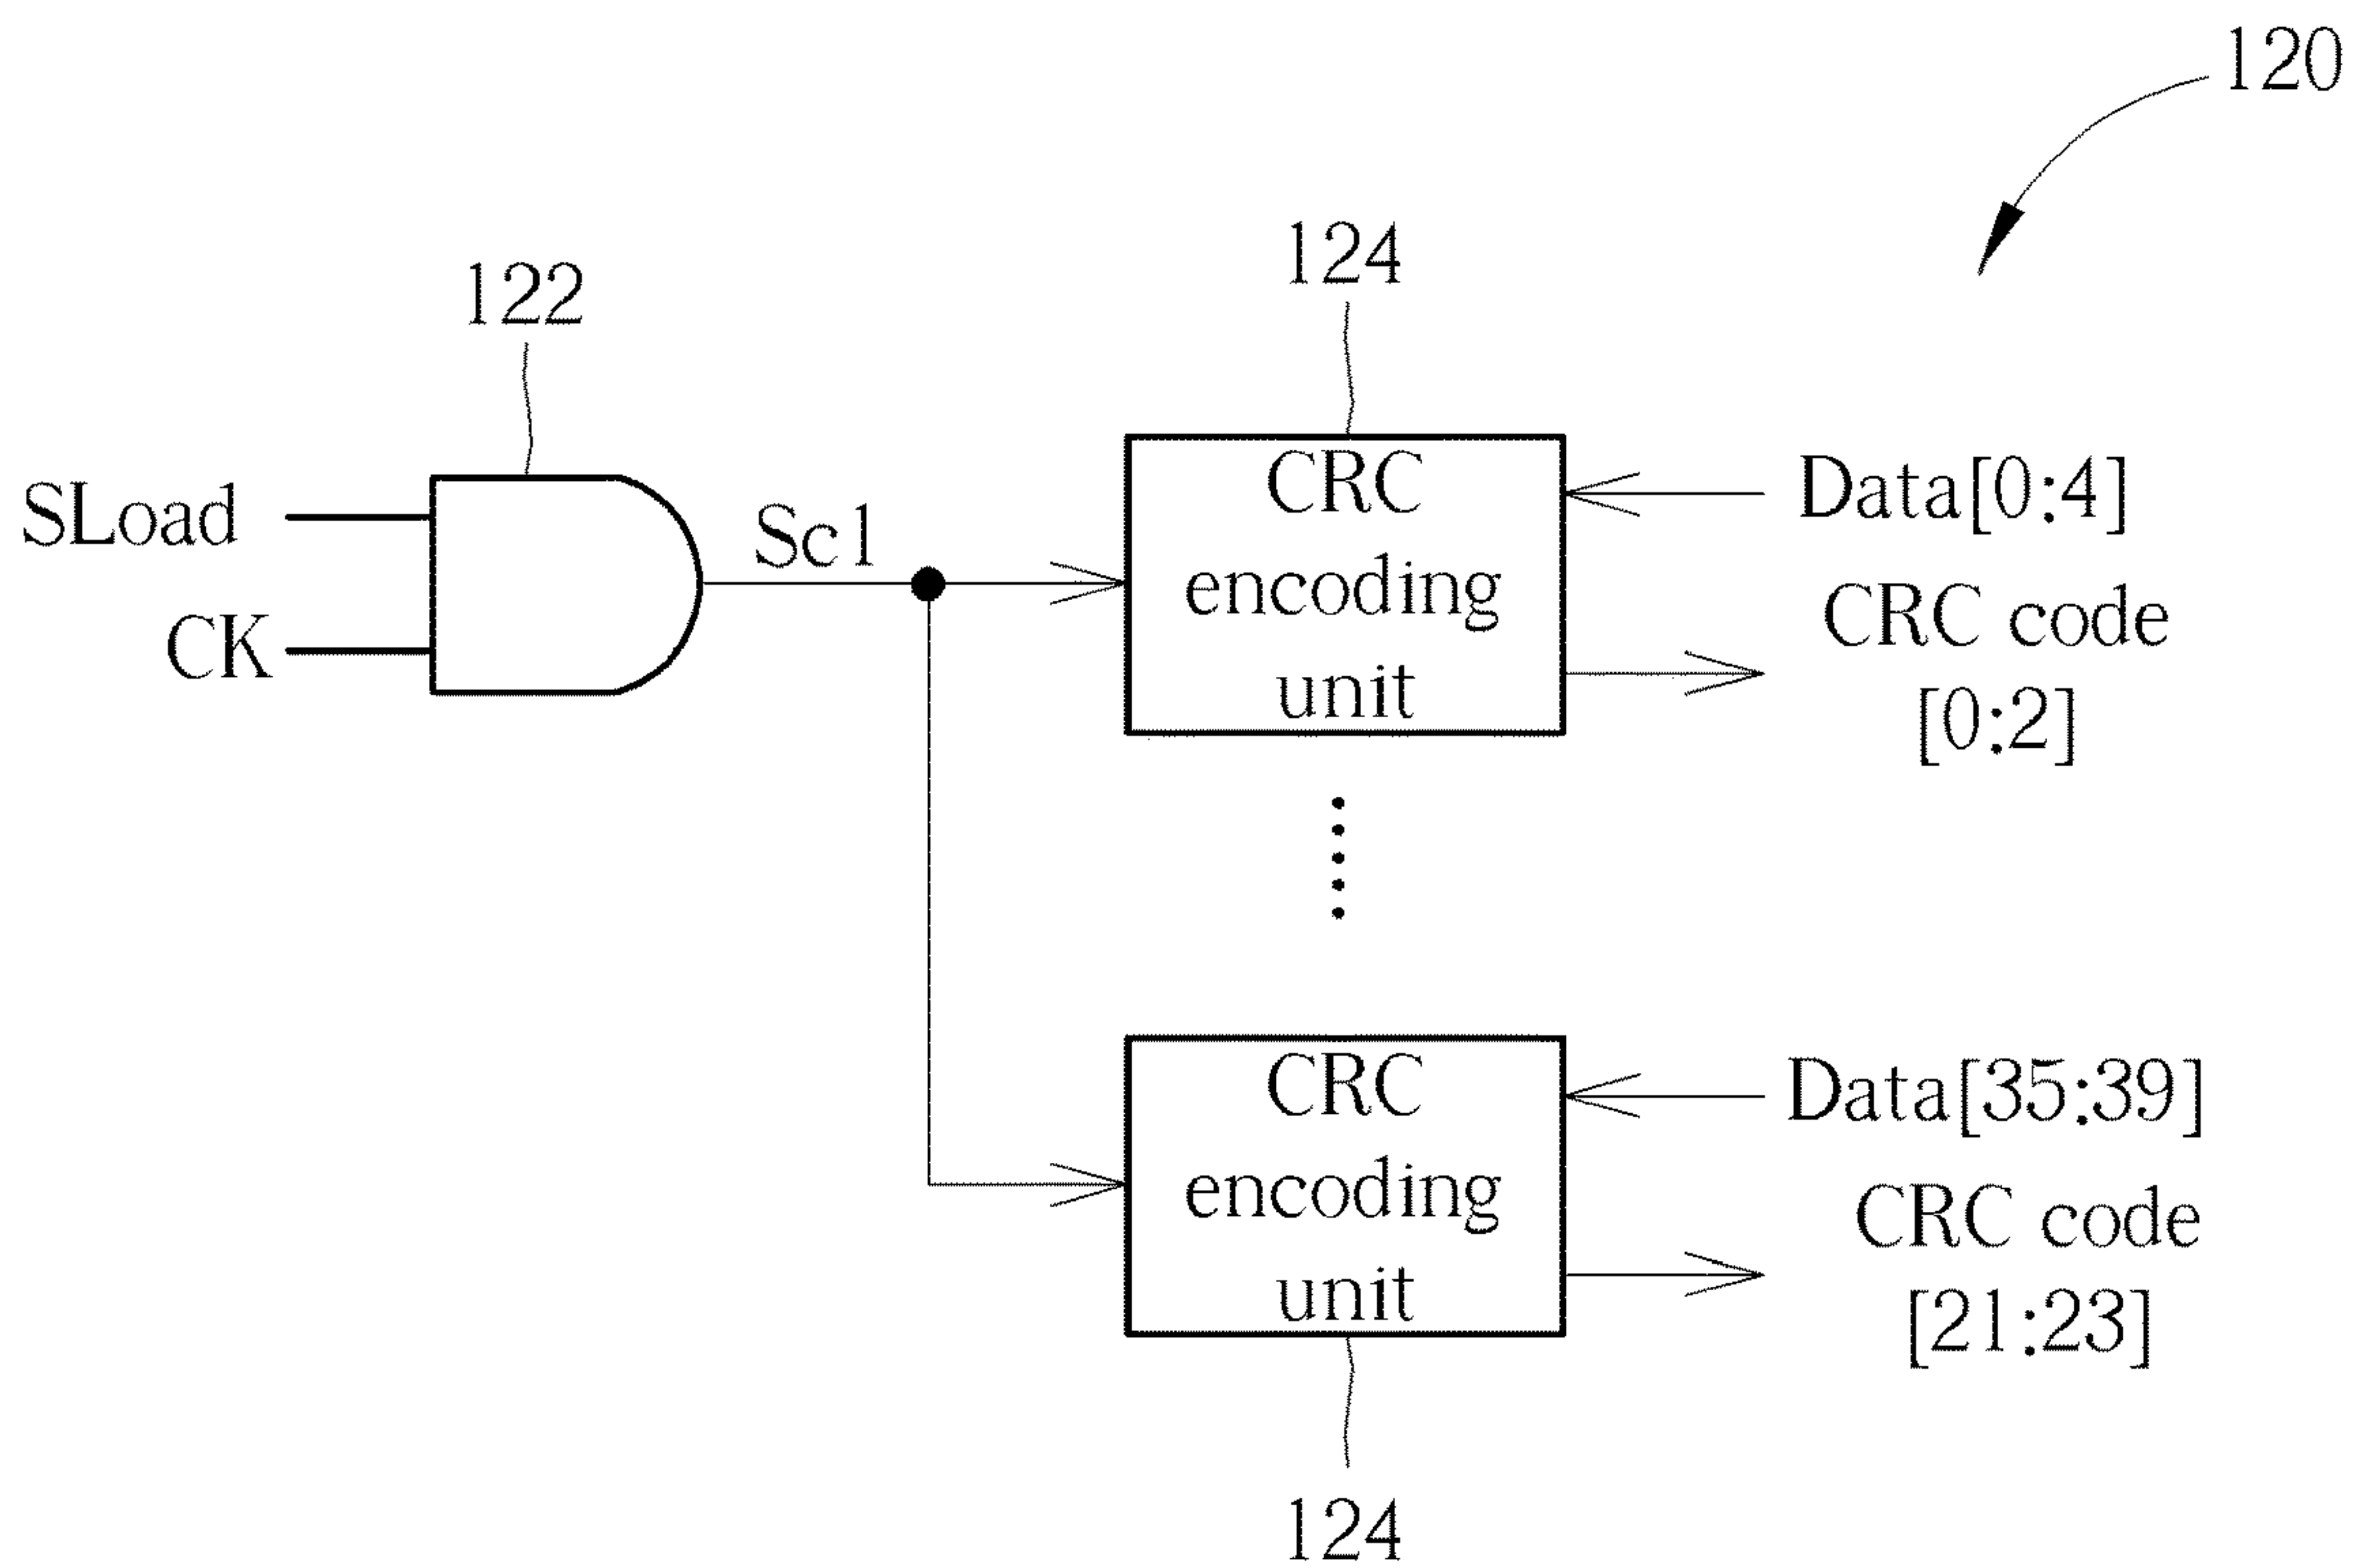 120
124
122
SLoad
CK
Sc1
CRC
encoding
unit
Data[0:4]
CRC code
[0:2]
CRC
encoding
unit
Data[35:39]
CRC code
[21:23]
124